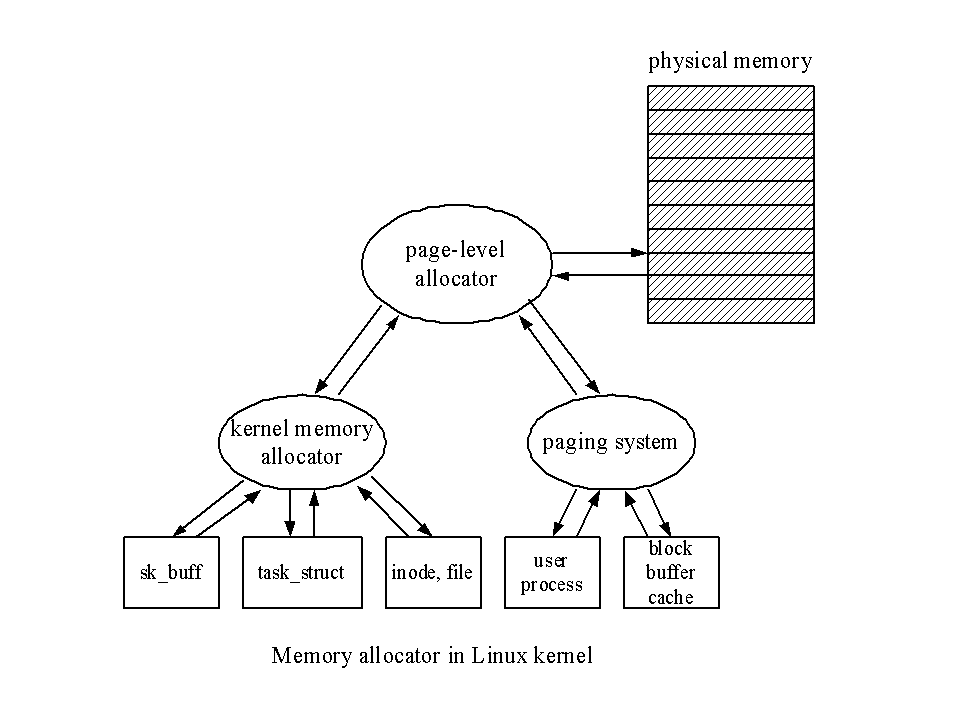 physical memory
page-level
allocator
kernel memory
allocator
paging system
sk_buff
task_struct
inode, file
user
process
block
buffer
cache
Memory allocator in Linux kernel